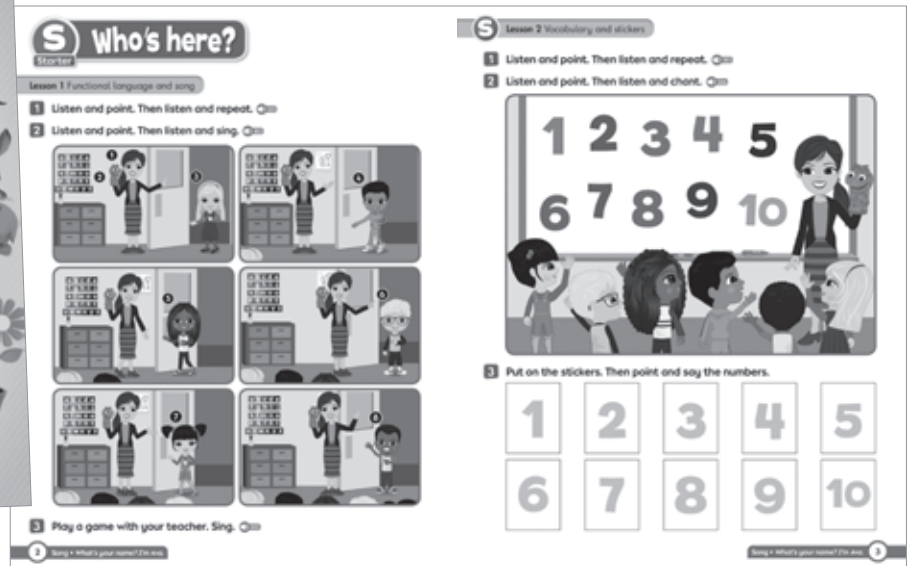 S
Starter
Who's here?
Lesson 1 Functional language and song
1 Listen and point. Then listen and repeat.
2 Listen and point. Then listen and sing.
1
2
3
4
5
6
7
8
3 Play a game with your teacher. Sing.
2 Song • What's your name? I'm Ava.
S Lesson 2 Vocabulary and stickers
1 Listen and point. Then listen and repeat.
2 Listen and point. Then listen and chant.
1 2 3 4 5
6 7 8 9 10
3 Put on the stickers. Then point and say the numbers.
1 2 3 4 5
6 7 8 9 10
Song • What's your name? I'm Ava. 3